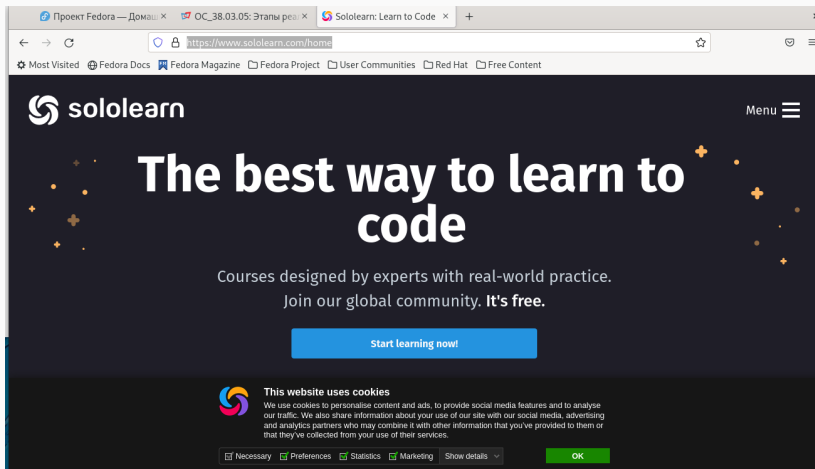 Проект Fedora — Домаш
ОС_38.03.05: Этапы реал
Sololearn: Learn to Code
https://www.sololearn.com/home
Most Visited Fedora Docs Fedora Magazine Fedora Project User Communities Red Hat Free Content
sololearn
Menu
The best way to learn to
code
Courses designed by experts with real-world practice.
Join our global community. It's free.
Start learning now!
This website uses cookies
We use cookies to personalise content and ads, to provide social media features and to analyse
our traffic. We also share information about your use of our site with our social media, advertising
and analytics partners who may combine it with other information that you've provided to them or
that they've collected from your use of their services.
Necessary Preferences Statistics Marketing Show details
OK